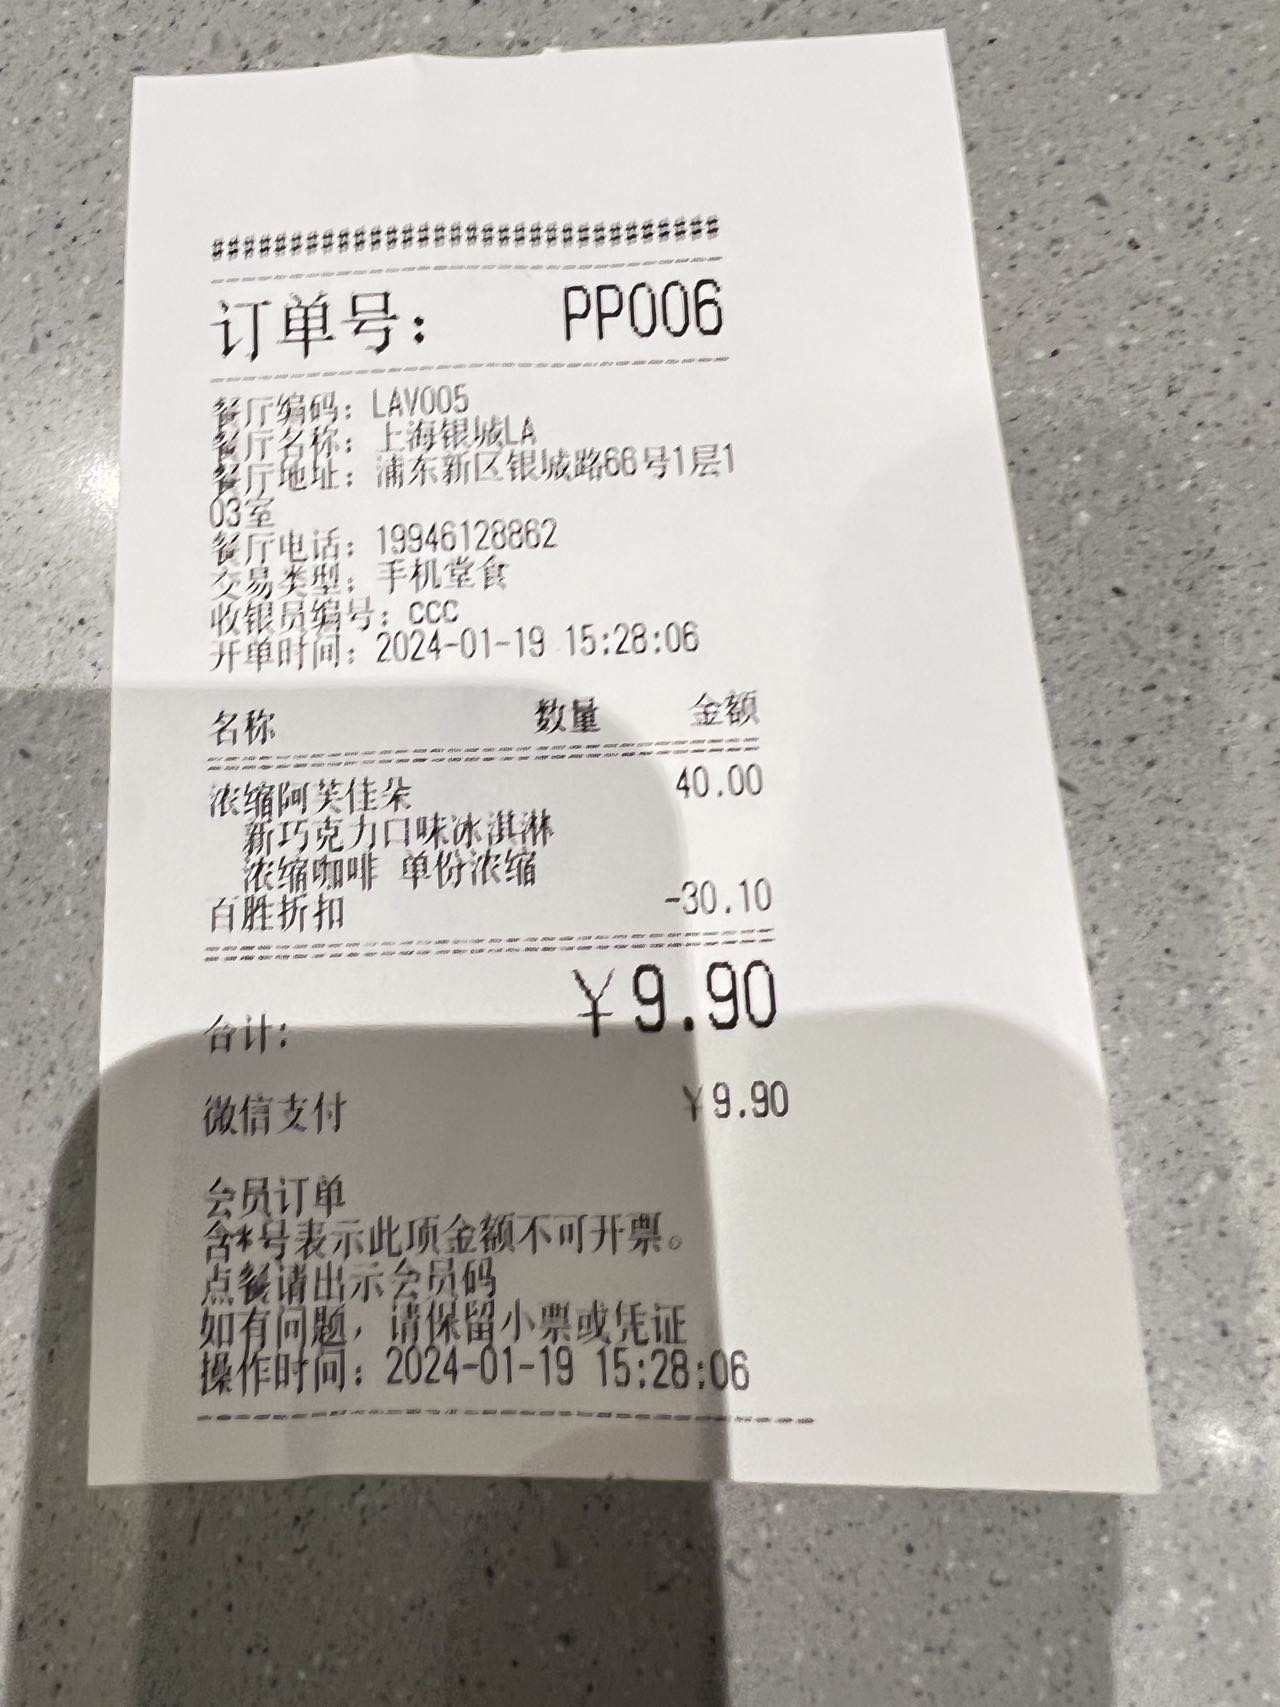 ################################
订单号： PP006
餐厅编码：LAV005
餐厅名称：上海银城LA
餐厅地址：浦东新区银城路66号1层1
03室
餐厅电话：19946128862
交易类型：手机堂食
收银员编号：CCC
开单时间：2024-01-19 15:28:06
名称 数量 金额
浓缩阿芙佳朵 40.00
新巧克力口味冰淇淋
浓缩咖啡 单份浓缩
百胜折扣 -30.10
合计： ￥9.90
微信支付 ￥9.90
会员订单
含*号表示此项金额不可开票。
点餐请出示会员码
如有问题，请保留小票或凭证
操作时间：2024-01-19 15:28:06